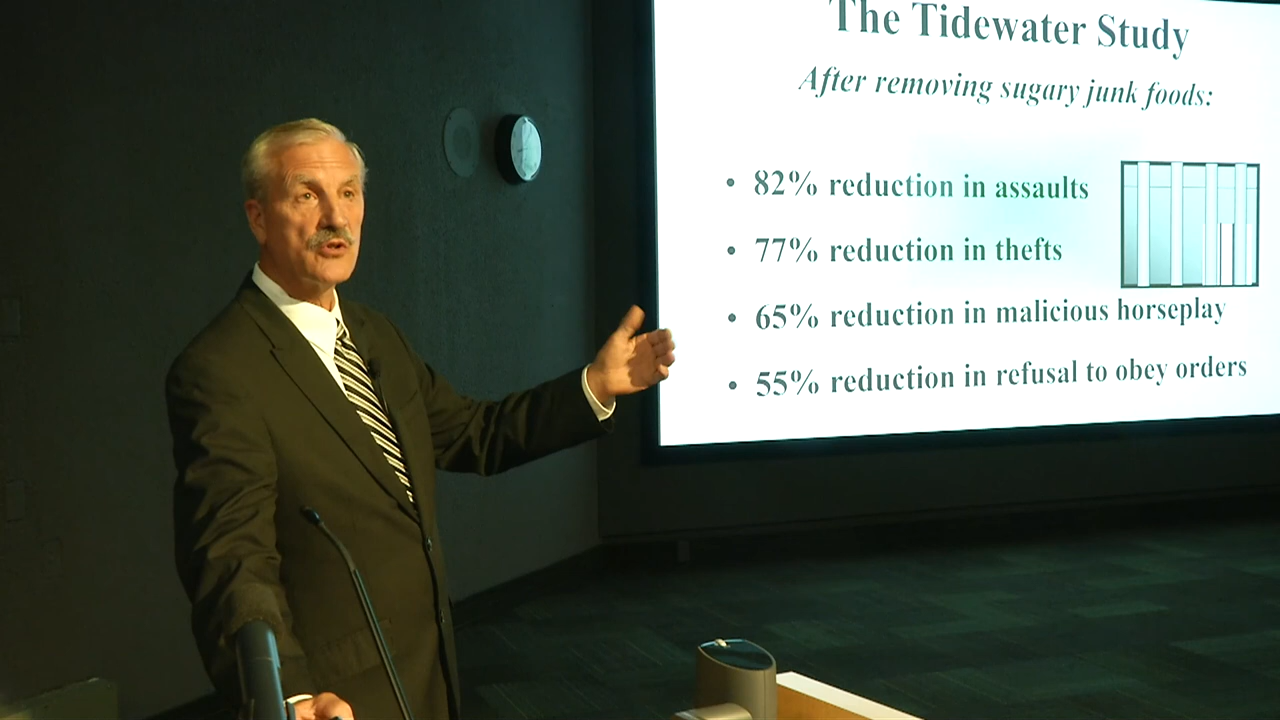 The Tidewater Study
After removing sugary junk foods:
• 82% reduction in assaults
• 77% reduction in thefts
• 65% reduction in malicious horseplay
• 55% reduction in refusal to obey orders